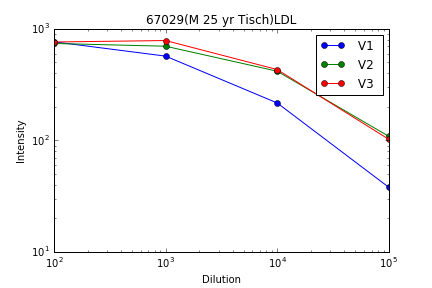 67029(M 25 yr Tisch)LDL
10³
V1
V2
V3
10²
10¹
Intensity
10² 10³ 10⁴ 10⁵
Dilution